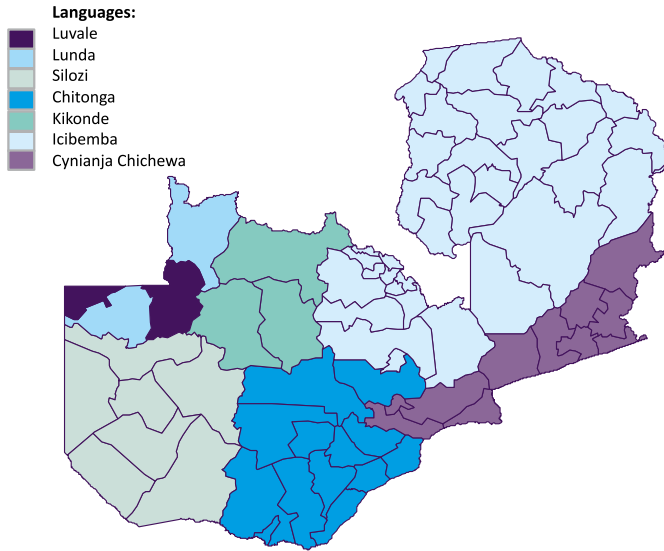 Languages:
Luvale
Lunda
Silozi
Chitonga
Kikonde
Icibemba
Cynianja Chichewa